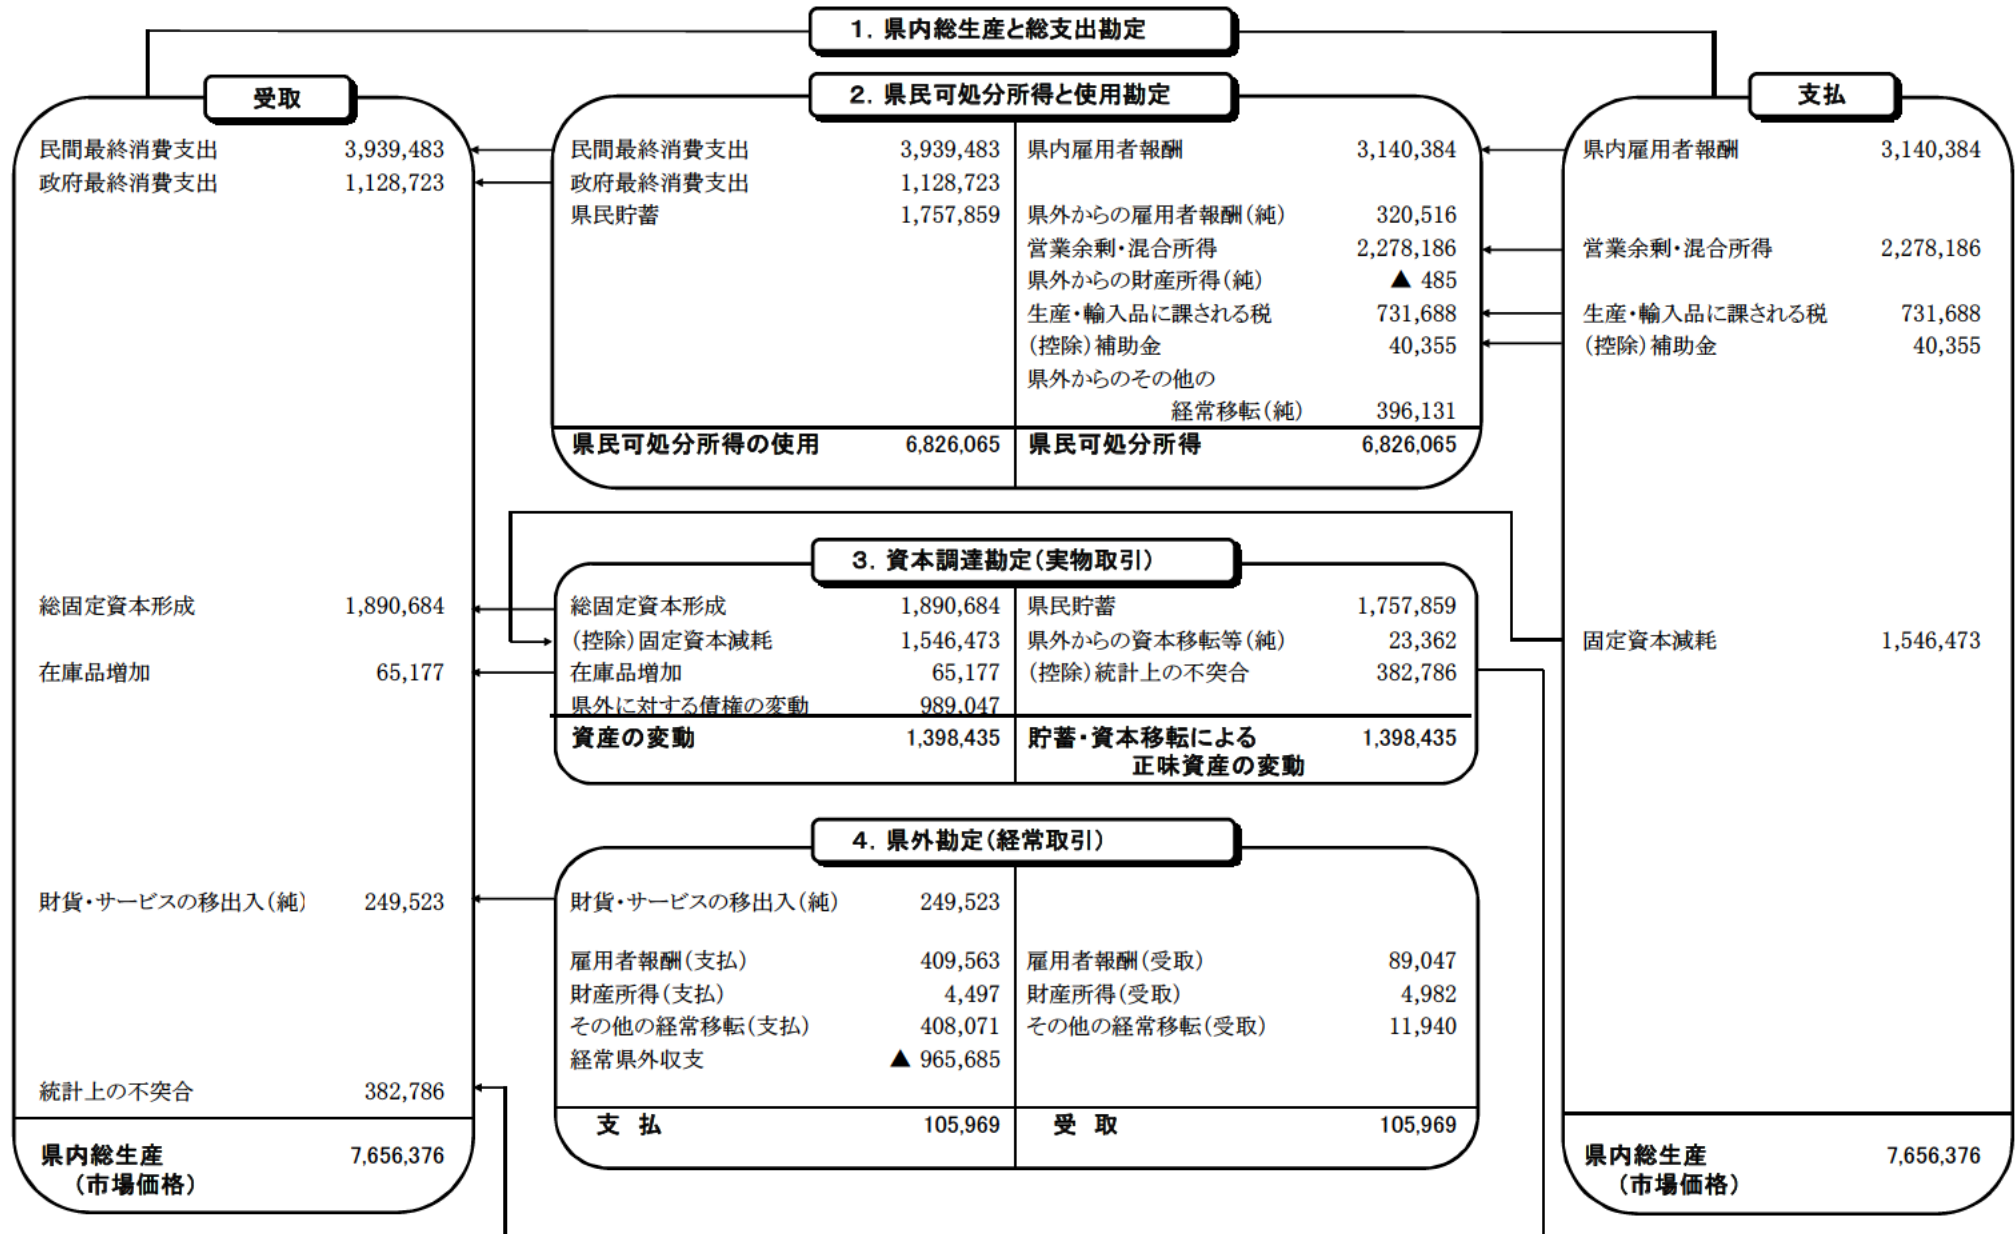 1．県内総生産と総支出勘定
受取
民間最終消費支出 3,939,483
政府最終消費支出 1,128,723
総固定資本形成 1,890,684
在庫品増加 65,177
財貨・サービスの移出入(純) 249,523
統計上の不突合 382,786
県内総生産 7,656,376
(市場価格)
2．県民可処分所得と使用勘定
民間最終消費支出 3,939,483
政府最終消費支出 1,128,723
県民貯蓄 1,757,859
県民可処分所得の使用 6,826,065
県内雇用者報酬 3,140,384
県外からの雇用者報酬(純) 320,516
営業余剰・混合所得 2,278,186
県外からの財産所得(純) ▲ 485
生産・輸入品に課される税 731,688
(控除)補助金 40,355
県外からのその他の
経常移転(純) 396,131
県民可処分所得 6,826,065
3．資本調達勘定(実物取引)
総固定資本形成 1,890,684
(控除)固定資本減耗 1,546,473
在庫品増加 65,177
県外に対する債権の変動 989,047
資産の変動 1,398,435
県民貯蓄 1,757,859
県外からの資本移転等(純) 23,362
(控除)統計上の不突合 382,786
貯蓄・資本移転による 1,398,435
正味資産の変動
4．県外勘定(経常取引)
財貨・サービスの移出入(純) 249,523
雇用者報酬(支払) 409,563
財産所得(支払) 4,497
その他の経常移転(支払) 408,071
経常県外収支 ▲ 965,685
支 払 105,969
雇用者報酬(受取) 89,047
財産所得(受取) 4,982
その他の経常移転(受取) 11,940
受 取 105,969
支払
県内雇用者報酬 3,140,384
営業余剰・混合所得 2,278,186
生産・輸入品に課される税 731,688
(控除)補助金 40,355
固定資本減耗 1,546,473
県内総生産 7,656,376
(市場価格)